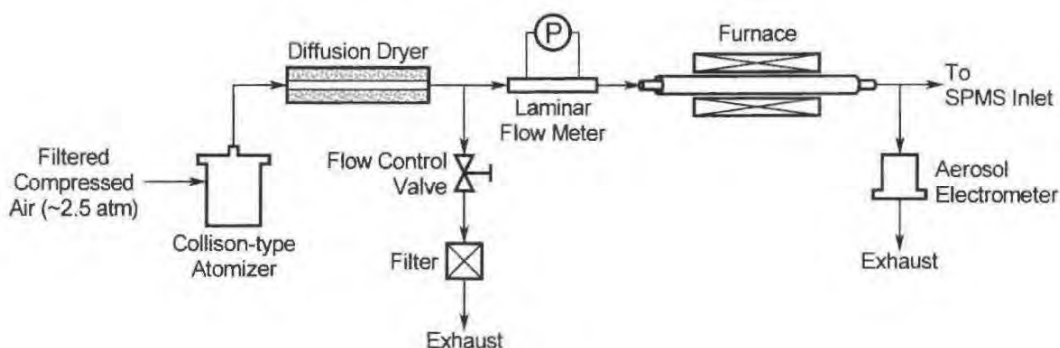 Diffusion Dryer
P
Furnace
To
SPMS Inlet
Laminar
Flow Meter
Filtered
Compressed
Air (~2.5 atm)
Flow Control
Valve
Aerosol
Electrometer
Collison-type
Atomizer
Filter
Exhaust
Exhaust